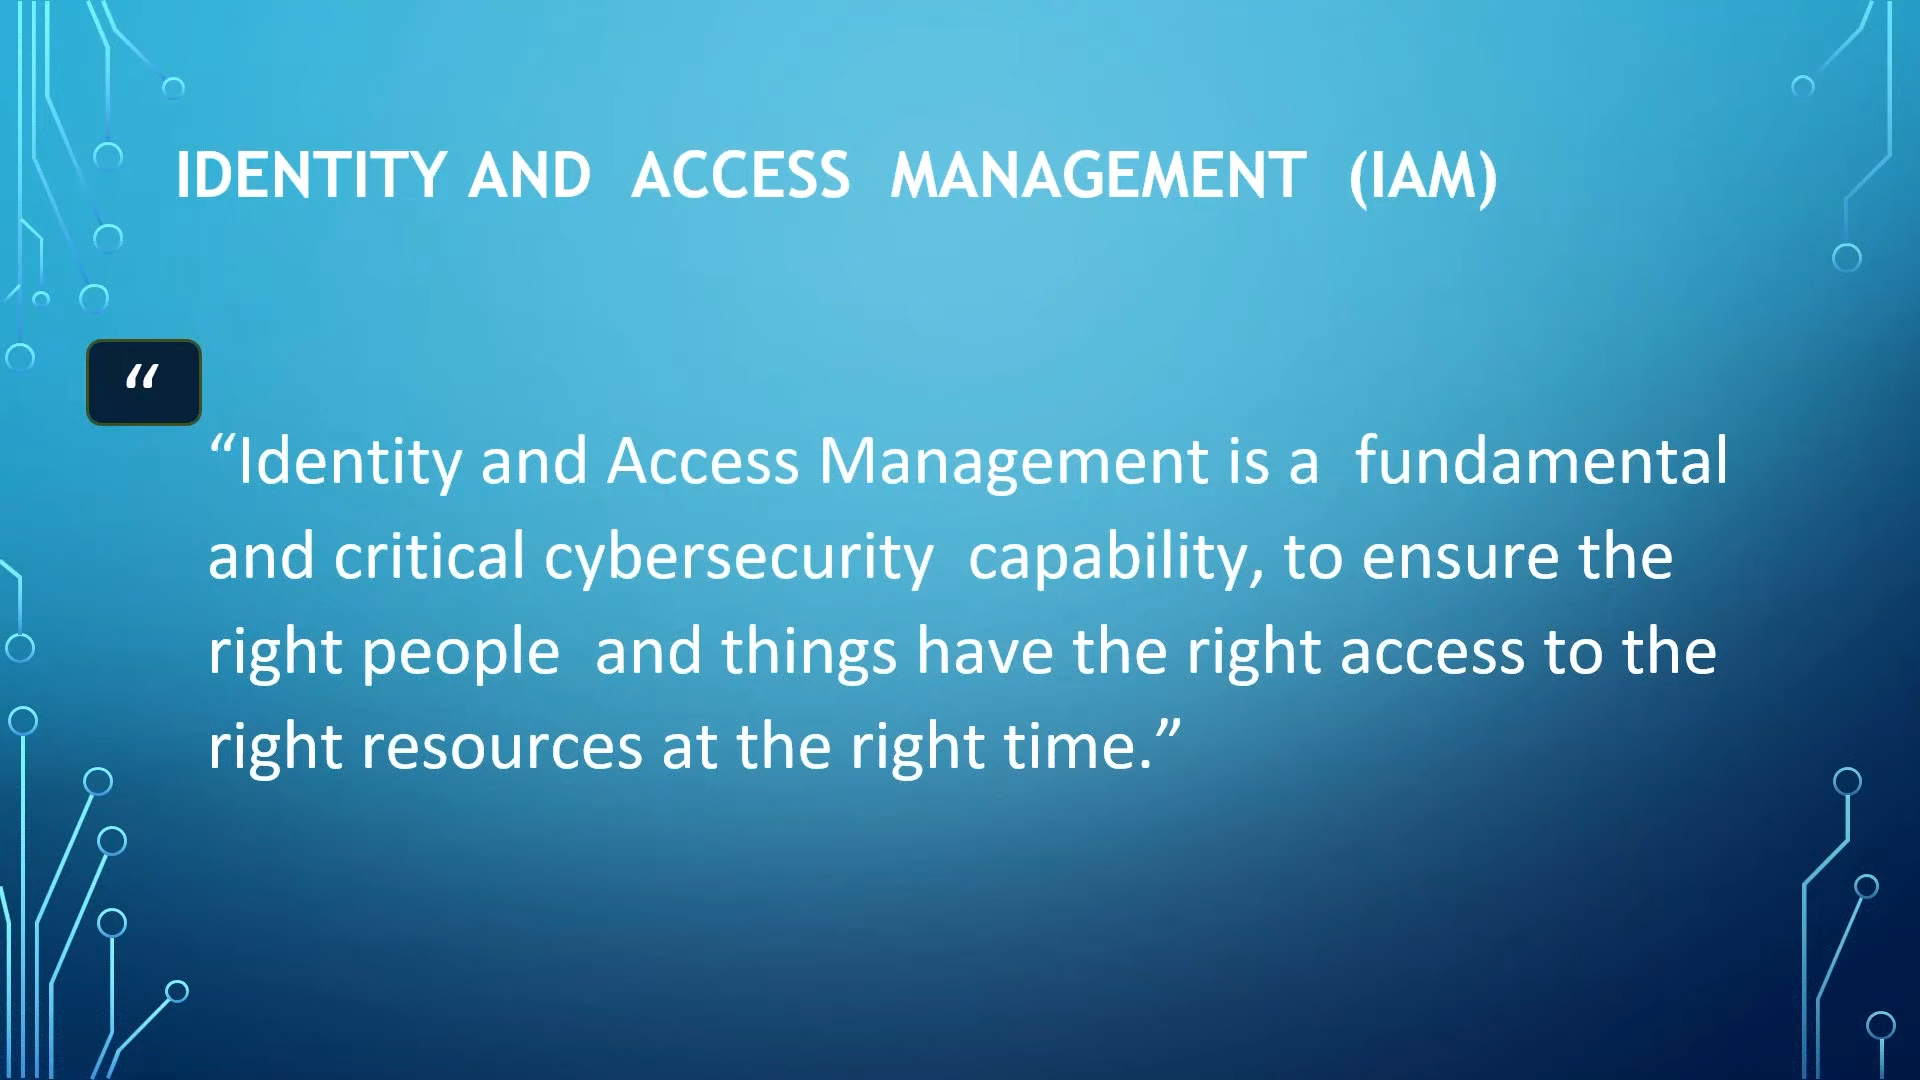 IDENTITY AND ACCESS MANAGEMENT (IAM)
“
“Identity and Access Management is a fundamental
and critical cybersecurity capability, to ensure the
right people and things have the right access to the
right resources at the right time.”